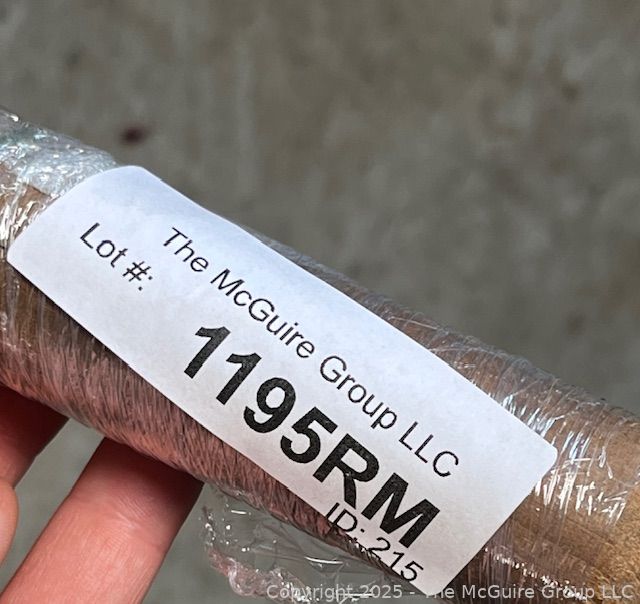 The McGuire Group LLC
Lot #:
1195RM
ID: 215
Copyright 2025 - The McGuire Group LLC